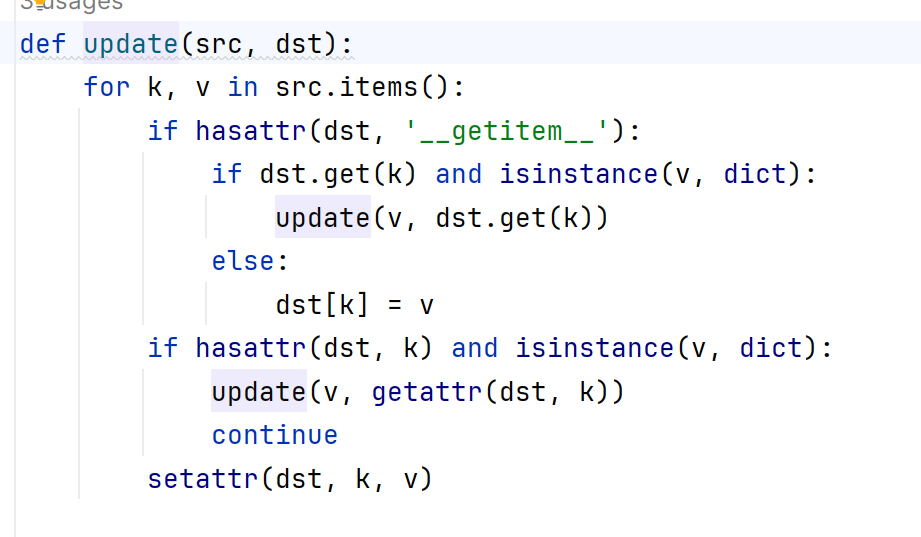 3 usages
def update(src, dst):
    for k, v in src.items():
        if hasattr(dst, '__getitem__'):
            if dst.get(k) and isinstance(v, dict):
                update(v, dst.get(k))
            else:
                dst[k] = v
        if hasattr(dst, k) and isinstance(v, dict):
            update(v, getattr(dst, k))
            continue
        setattr(dst, k, v)